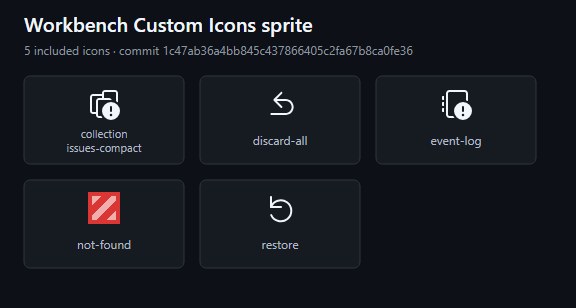 Workbench Custom Icons sprite
5 included icons · commit 1c47ab36a4bb845c437866405c2fa67b8ca0fe36
collection
issues-compact
discard-all
event-log
not-found
restore